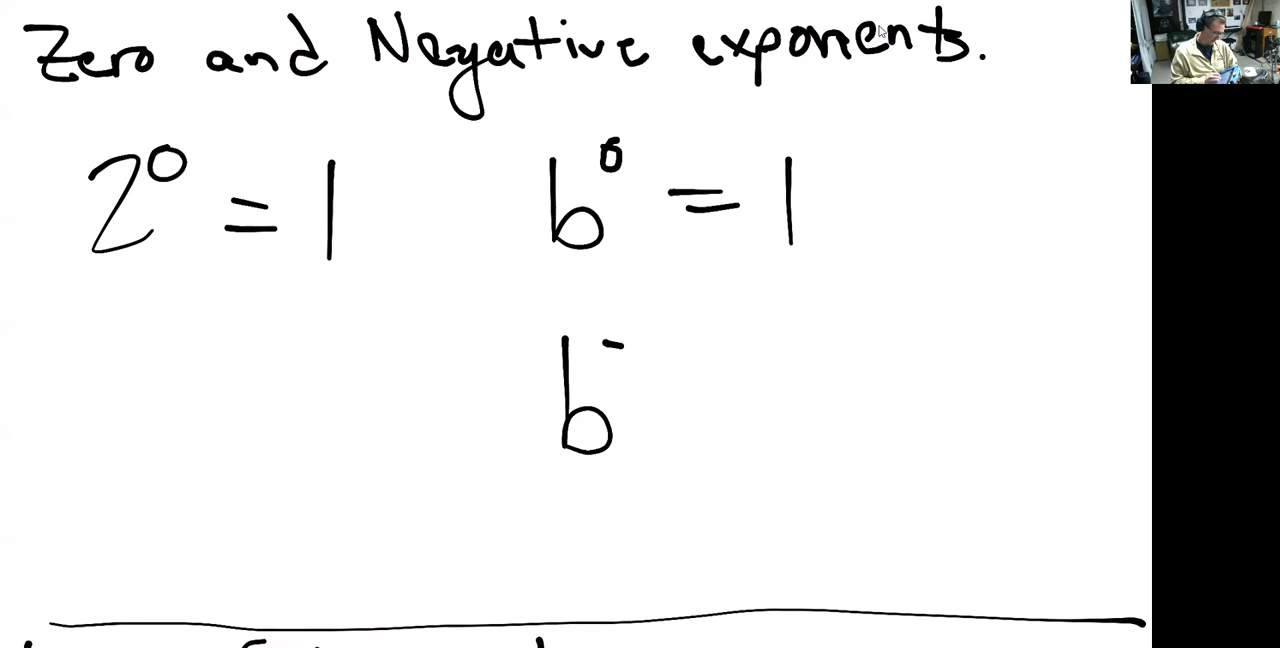 Zero and Negative exponents.
2⁰ = 1 b⁰ = 1
b⁻